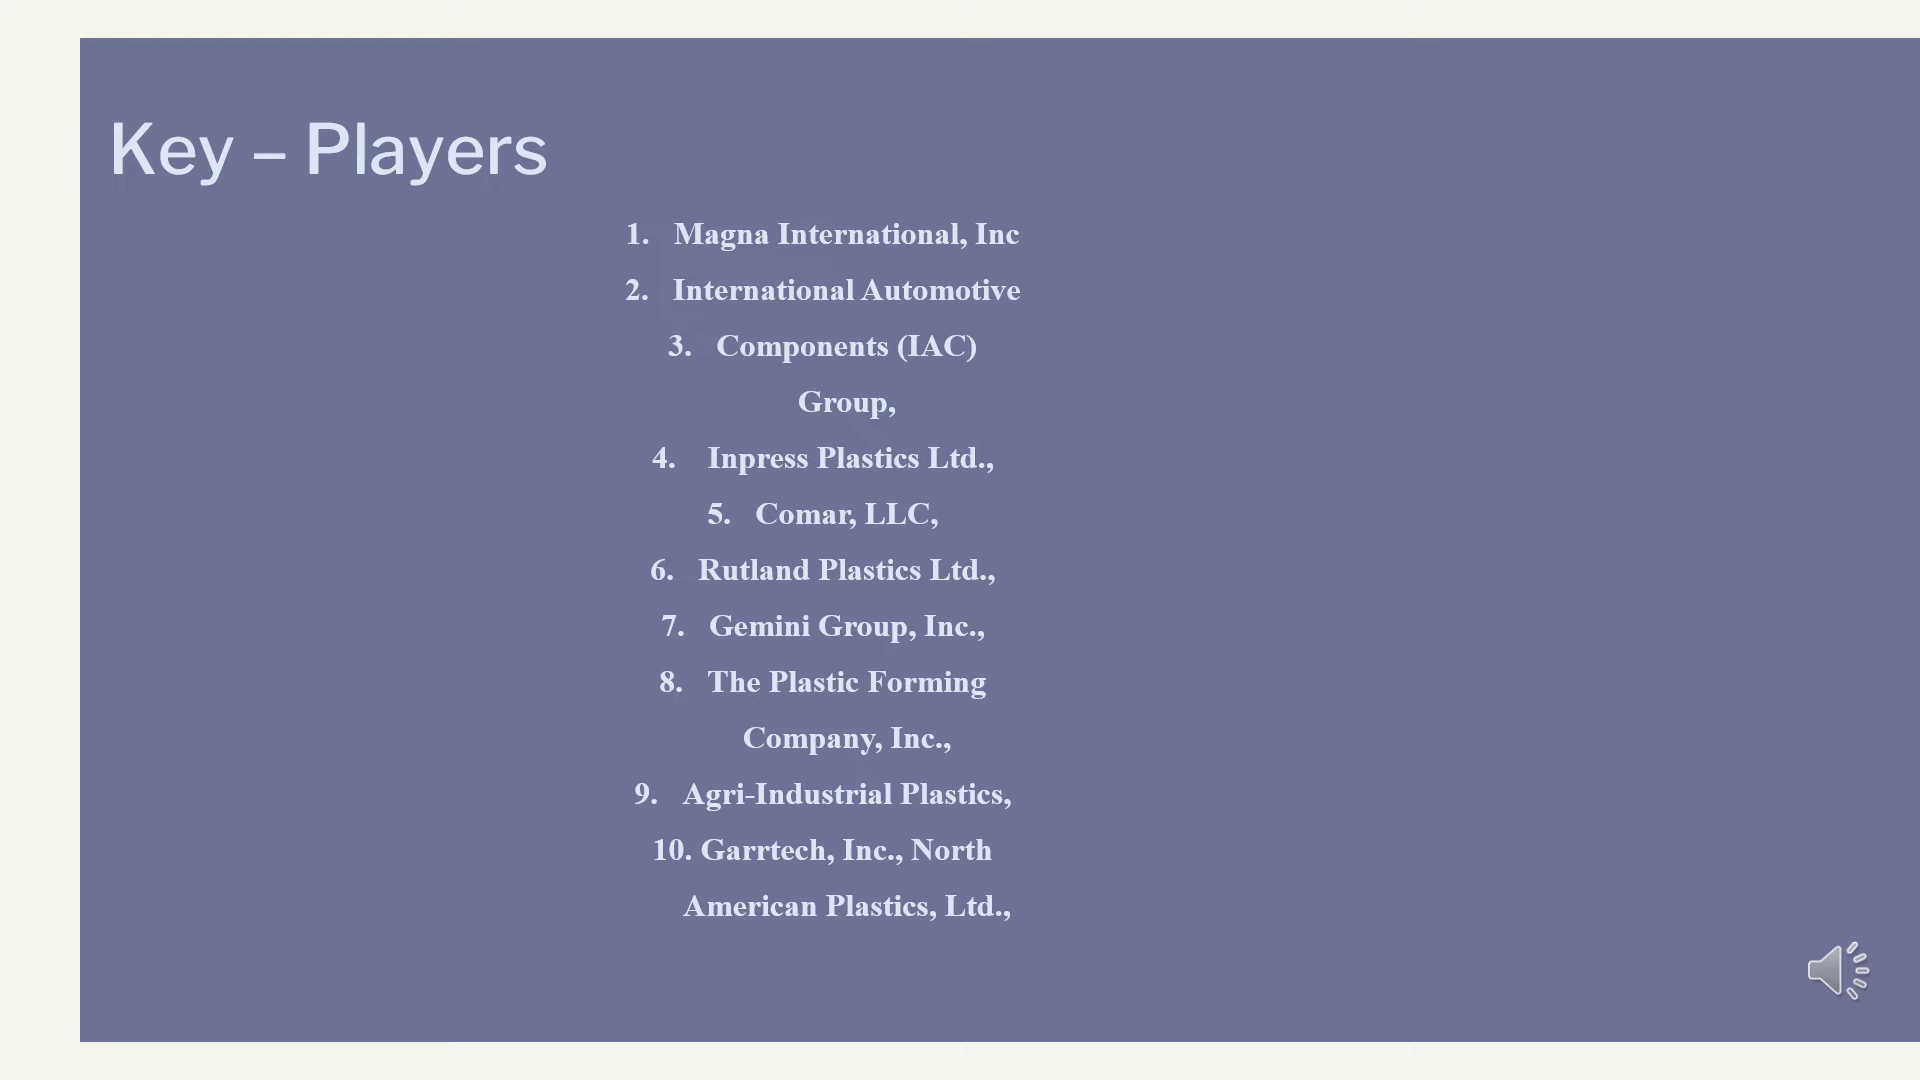 Key – Players
1. Magna International, Inc
2. International Automotive
3. Components (IAC)
Group,
4. Inpress Plastics Ltd.,
5. Comar, LLC,
6. Rutland Plastics Ltd.,
7. Gemini Group, Inc.,
8. The Plastic Forming
Company, Inc.,
9. Agri-Industrial Plastics,
10. Garrtech, Inc., North
American Plastics, Ltd.,